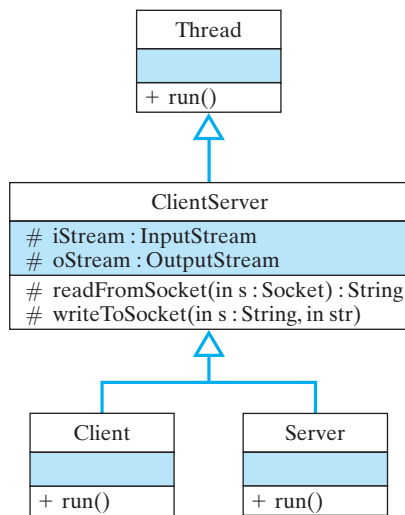 Thread
+ run()
ClientServer
# iStream : InputStream
# oStream : OutputStream
# readFromSocket(in s : Socket) : String
# writeToSocket(in s : String, in str)
Client
Server
+ run()
+ run()